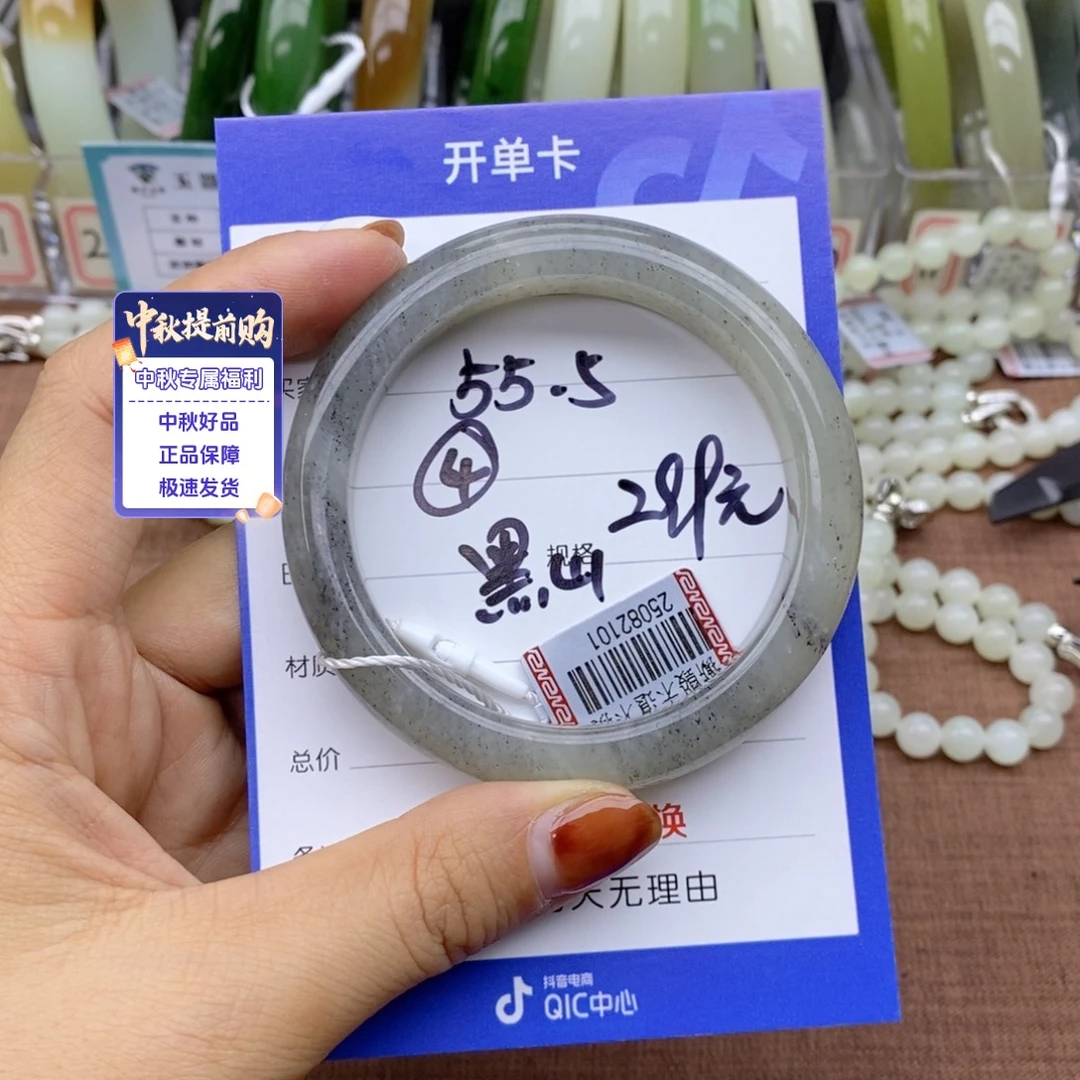 开单卡
中秋提前购
中秋专属福利
中秋好品
正品保障
极速发货
55.5
④
299元
黑山
规格
25082101
材质
总价
换
天无理由
抖音电商
QIC中心